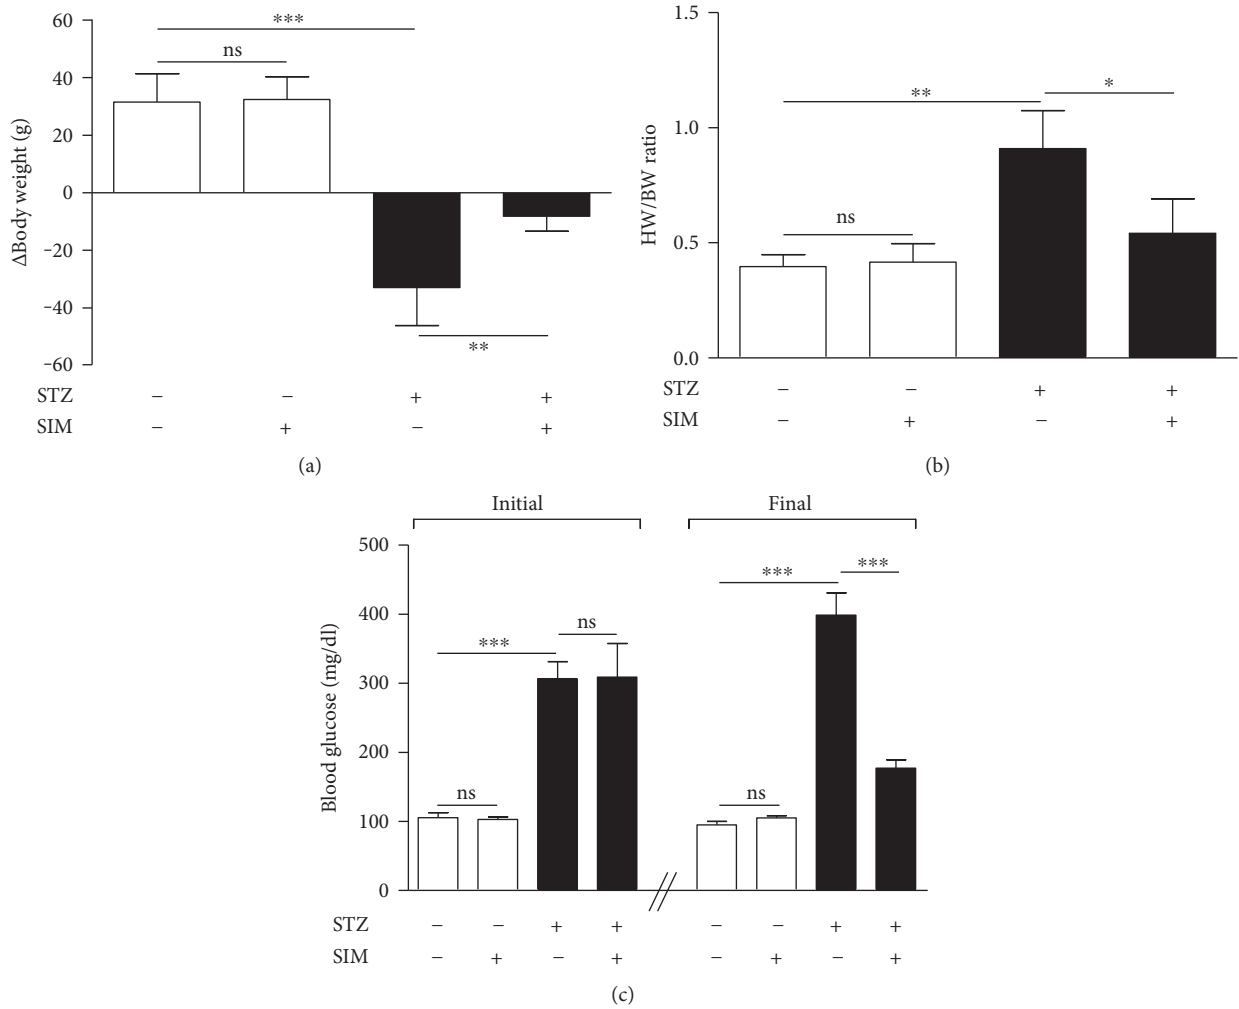 60
40
20
0
-20
-40
-60
ΔBody weight (g)
***
ns
**
STZ − − + +
SIM − + − +
(a)
1.5
1.0
0.5
0.0
HW/BW ratio
**
*
ns
STZ − − + +
SIM − + − +
(b)
Initial Final
500
400
300
200
100
0
Blood glucose (mg/dl)
*** ***
ns
***
ns ns
STZ − − + + − − + +
SIM − + − + − + − +
(c)